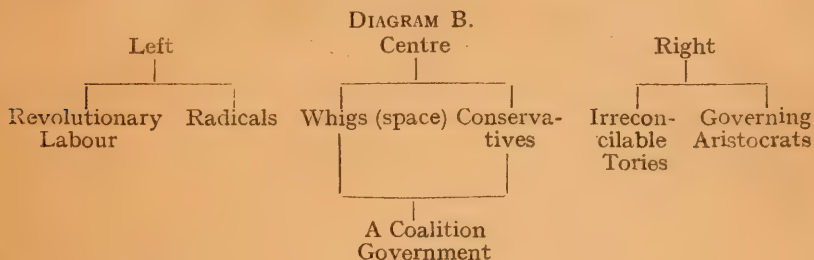 DIAGRAM B.
Left
Centre
Right
Revolutionary
Labour
Radicals
Whigs (space)
Conserva-
tives
Irrecon-
cilable
Tories
Governing
Aristocrats
A Coalition
Government